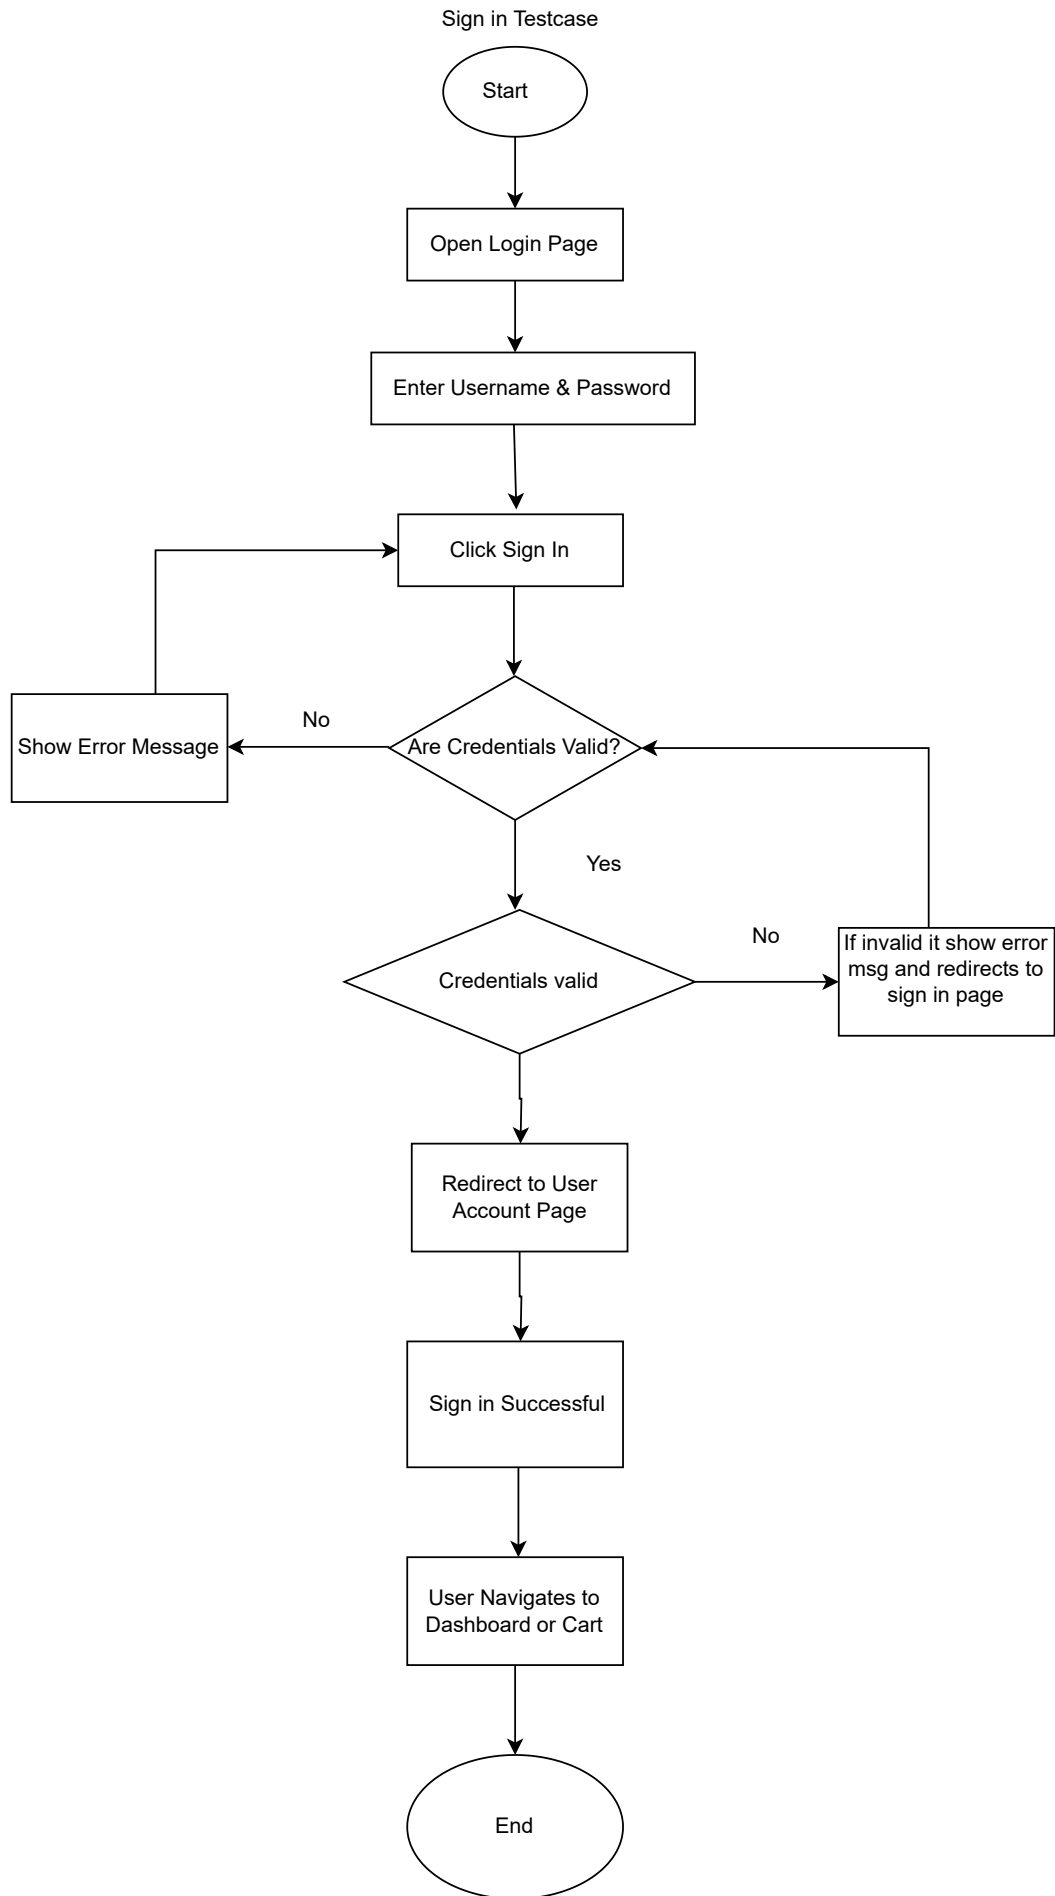 Sign in Testcase
Start
Open Login Page
Enter Username & Password
Click Sign In
No
Show Error Message
Are Credentials Valid?
Yes
No
Credentials valid
If invalid it show error
msg and redirects to
sign in page
Redirect to User
Account Page
Sign in Successful
User Navigates to
Dashboard or Cart
End